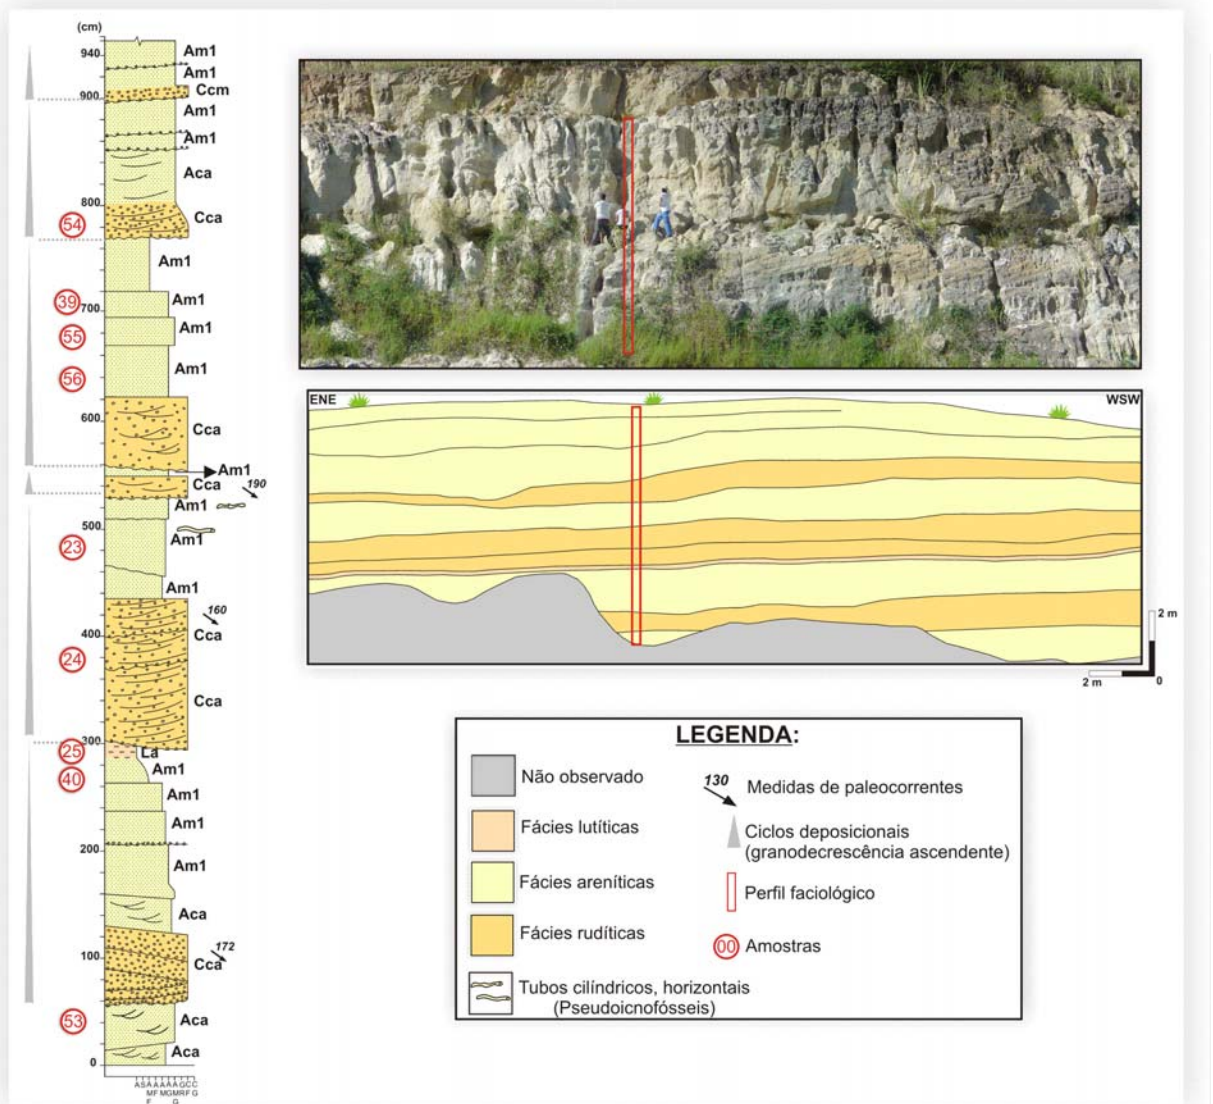 (cm)
940
Am1
Am1
Ccm
900
Am1
Am1
Aca
800
Cca
54
Am1
39
700
Am1
55
Am1
56
Am1
600
Cca
Am1
Cca
190
Am1
500
23
Am1
Am1
160
400
Cca
24
Cca
300
25
La
40
Am1
Am1
Am1
200
Am1
Aca
172
100
Cca
53
Aca
Aca
0
ENE
WSW
2 m
2 m
0
LEGENDA:
Não observado
Fácies lutíticas
Fácies areníticas
Fácies rudíticas
Tubos cilíndricos, horizontais
(Pseudoicnofósseis)
130
Medidas de paleocorrentes
Ciclos deposicionais
(granodecrescência ascendente)
Perfil faciológico
00 Amostras